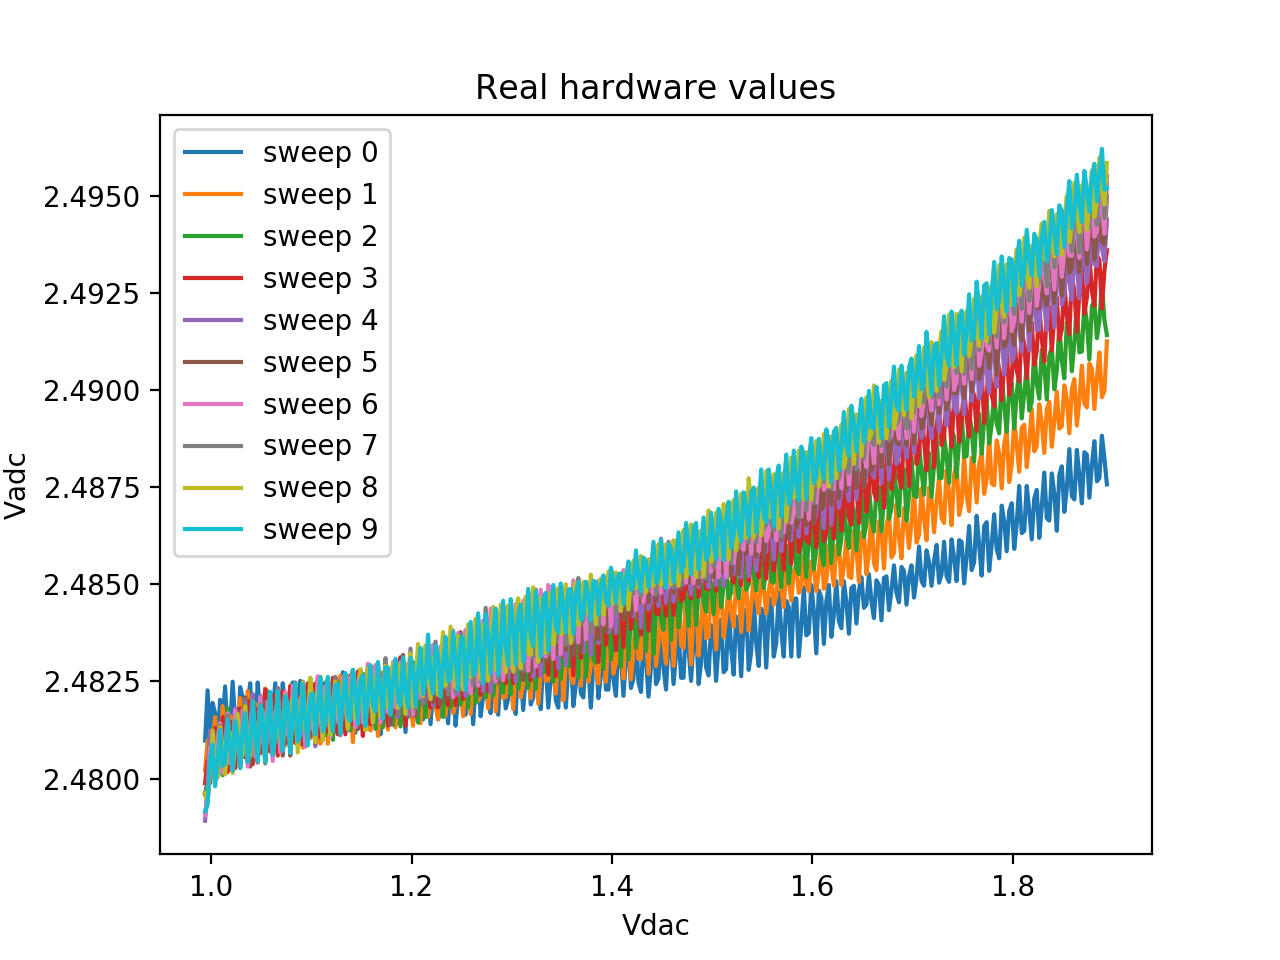 Real hardware values
sweep 0
sweep 1
sweep 2
sweep 3
sweep 4
sweep 5
sweep 6
sweep 7
sweep 8
sweep 9
2.4950
2.4925
2.4900
2.4875
2.4850
2.4825
2.4800
Vadc
1.0 1.2 1.4 1.6 1.8
Vdac